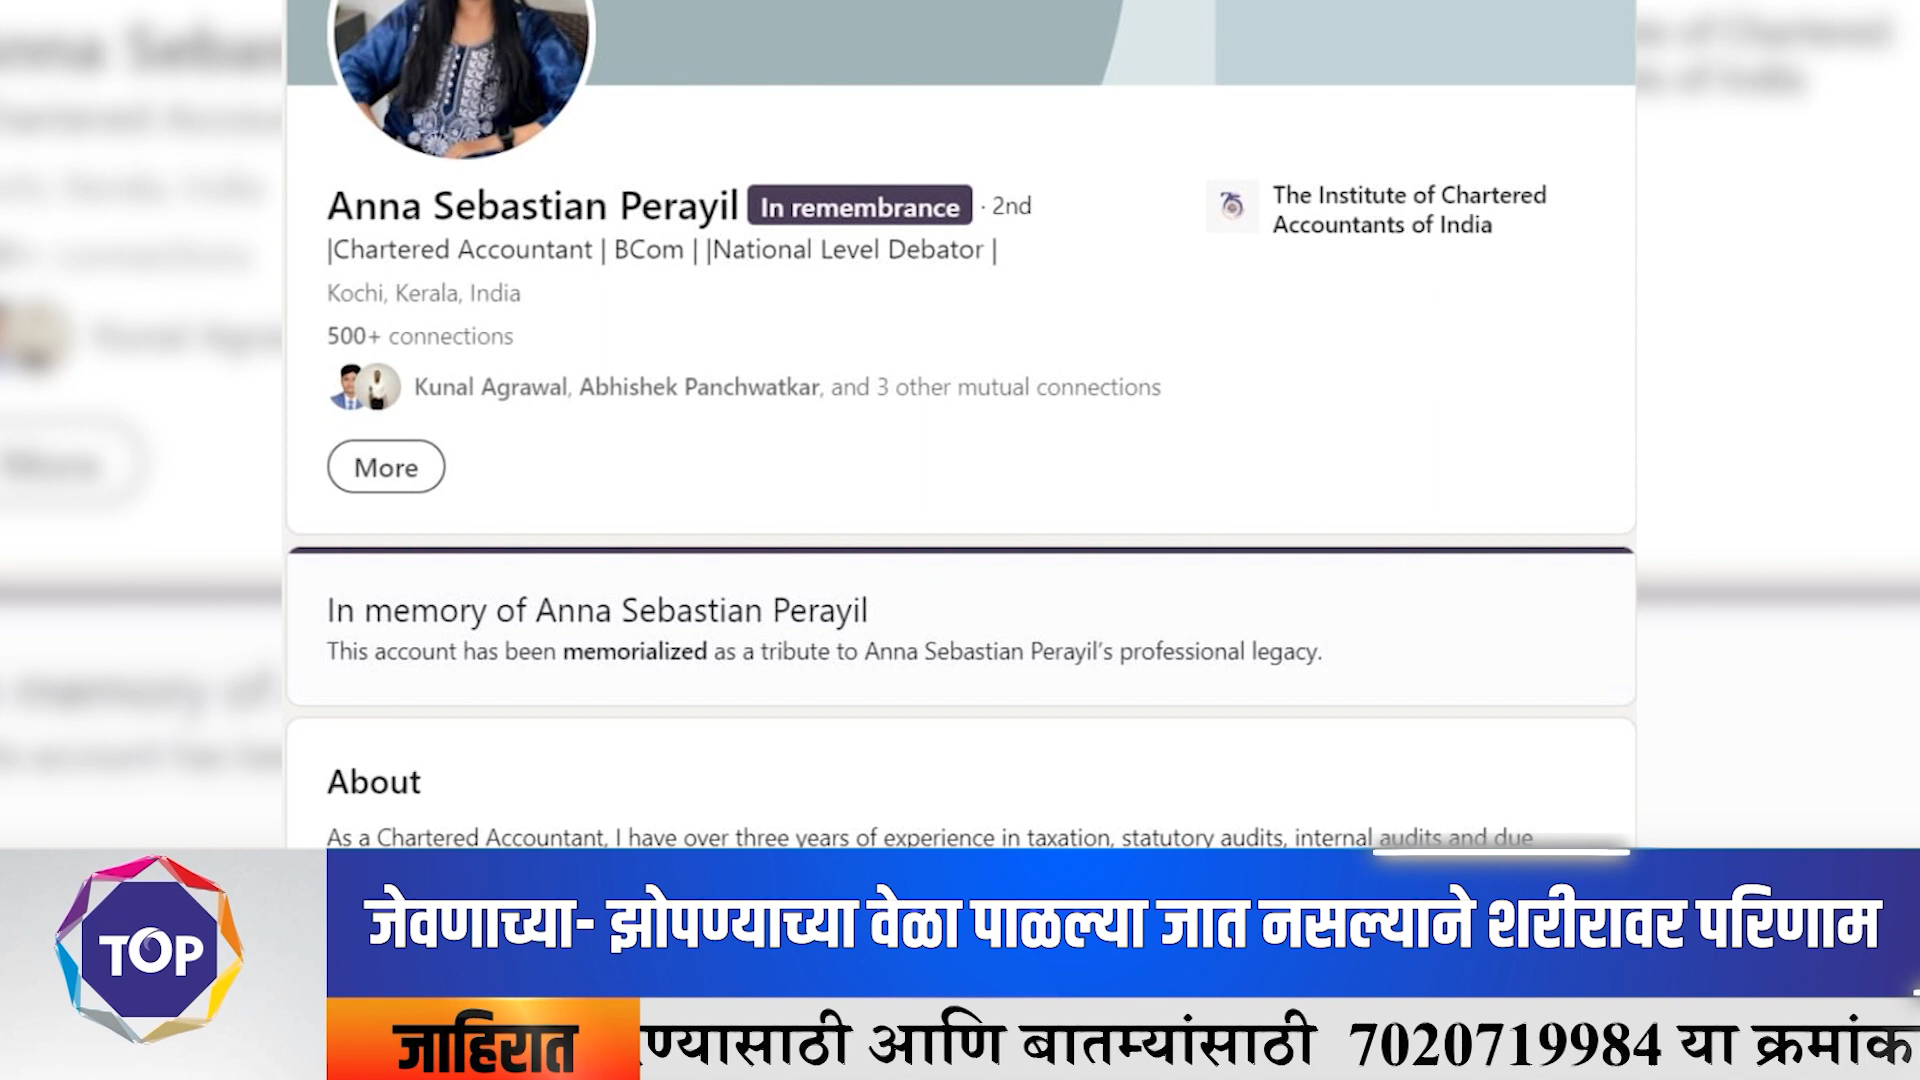 Anna Sebastian Perayil In remembrance · 2nd
|Chartered Accountant | BCom | |National Level Debator |
Kochi, Kerala, India
500+ connections
Kunal Agrawal, Abhishek Panchwatkar, and 3 other mutual connections
More
The Institute of Chartered
Accountants of India
In memory of Anna Sebastian Perayil
This account has been memorialized as a tribute to Anna Sebastian Perayil's professional legacy.
About
As a Chartered Accountant, I have over three years of experience in taxation, statutory audits, internal audits and due
TOP
जेवणाच्या- झोपण्याच्या वेळा पाळल्या जात नसल्याने शरीरावर परिणाम
जाहिरात
आणि बातम्यांसाठी 7020719984 या क्रमांक